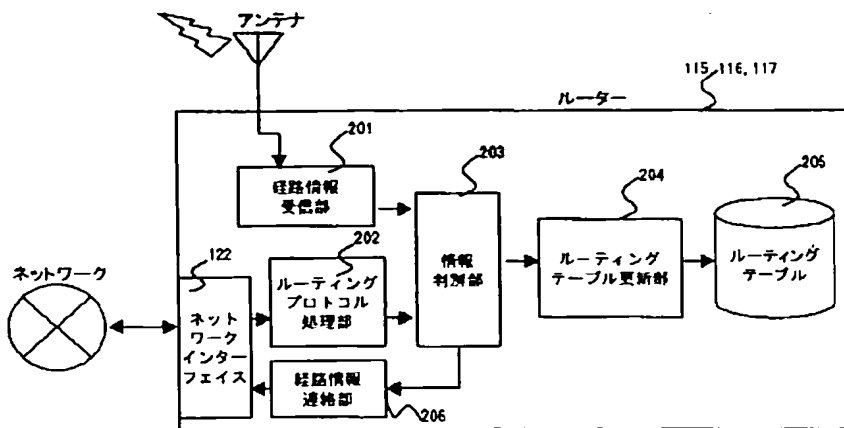 アンテナ
115,116,117
ルーター
201
経路情報
受信部
203
204
205
202
122
ネットワーク
ネット
ワーク
インター
フェイス
ルーティング
プロトコル
処理部
情報
判別部
ルーティング
テーブル更新部
ルーティング
テーブル
経路情報
連絡部
206